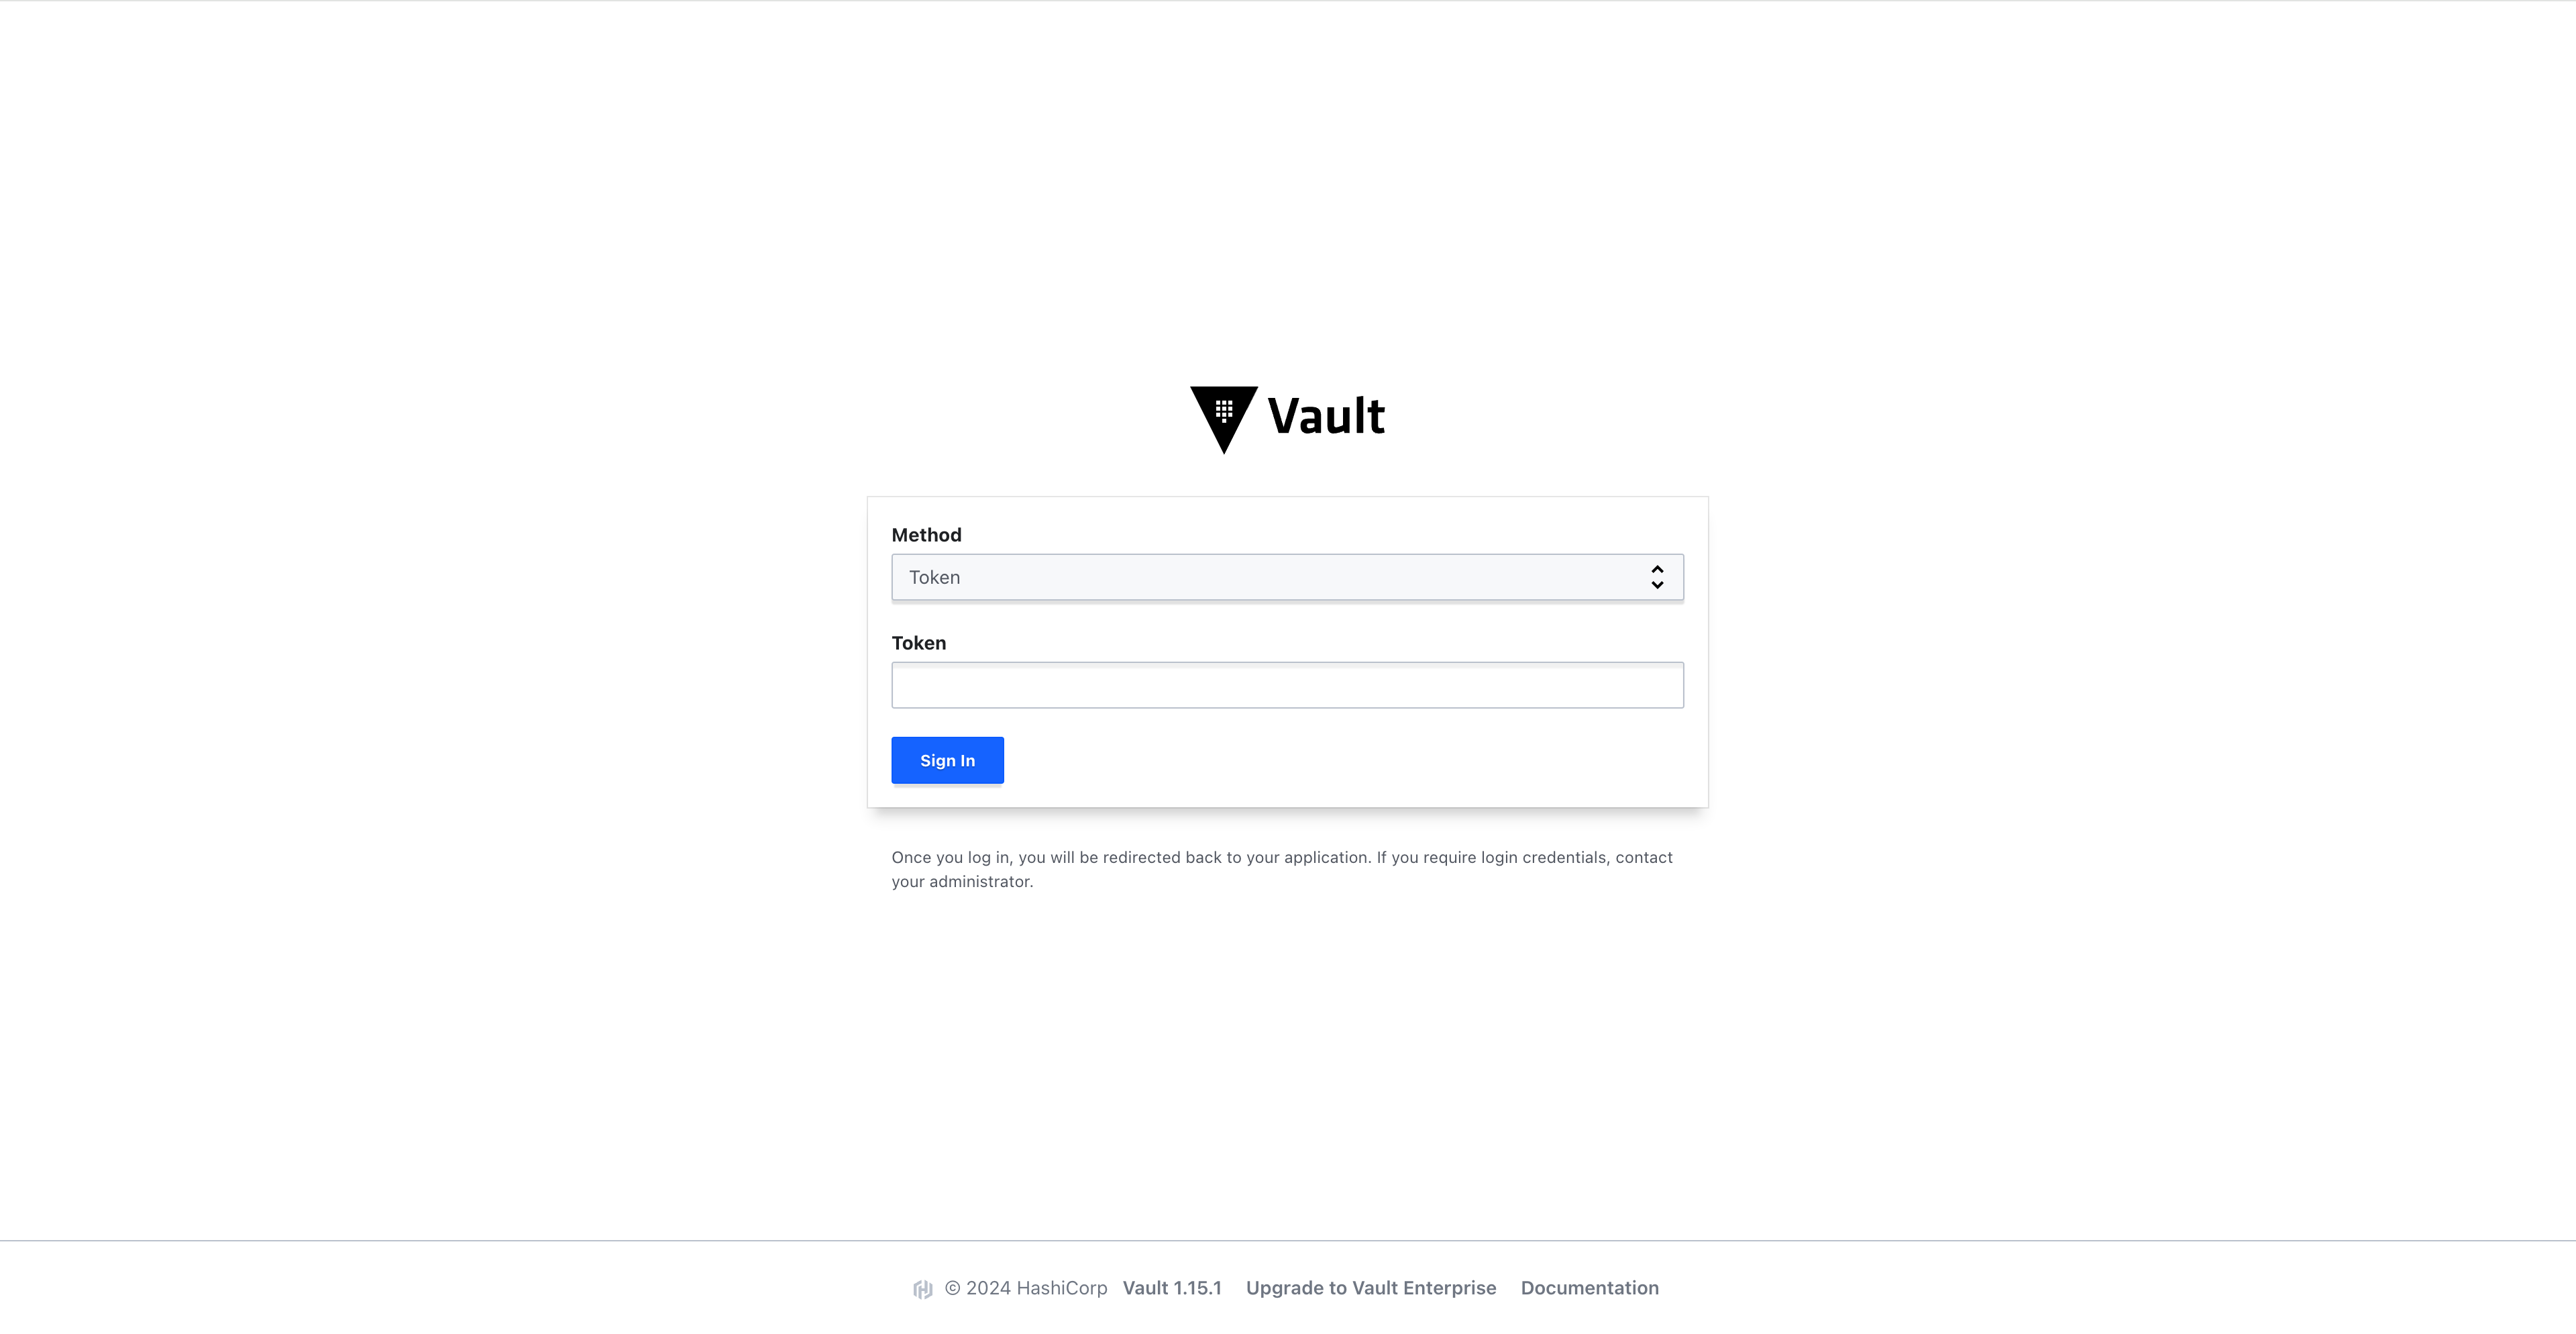 Vault
Method
Token
Token
Sign In
Once you log in, you will be redirected back to your application. If you require login credentials, contact
your administrator.
© 2024 HashiCorp Vault 1.15.1 Upgrade to Vault Enterprise Documentation